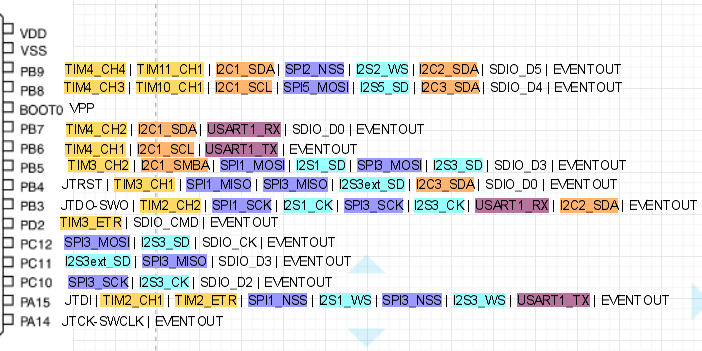 VDD
VSS
PB9 TIM4_CH4 | TIM11_CH1 | I2C1_SDA | SPI2_NSS | I2S2_WS | I2C2_SDA | SDIO_D5 | EVENTOUT
PB8 TIM4_CH3 | TIM10_CH1 | I2C1_SCL | SPI5_MOSI | I2S5_SD | I2C3_SDA | SDIO_D4 | EVENTOUT
BOOT0 VPP
PB7 TIM4_CH2 | I2C1_SDA | USART1_RX | SDIO_D0 | EVENTOUT
PB6 TIM4_CH1 | I2C1_SCL | USART1_TX | EVENTOUT
PB5 TIM3_CH2 | I2C1_SMBA | SPI1_MOSI | I2S1_SD | SPI3_MOSI | I2S3_SD | SDIO_D3 | EVENTOUT
PB4 JTRST | TIM3_CH1 | SPI1_MISO | SPI3_MISO | I2S3ext_SD | I2C3_SDA | SDIO_D0 | EVENTOUT
PB3 JTDO-SWO | TIM2_CH2 | SPI1_SCK | I2S1_CK | SPI3_SCK | I2S3_CK | USART1_RX | I2C2_SDA | EVENTOUT
PD2 TIM3_ETR | SDIO_CMD | EVENTOUT
PC12 SPI3_MOSI | I2S3_SD | SDIO_CK | EVENTOUT
PC11 I2S3ext_SD | SPI3_MISO | SDIO_D3 | EVENTOUT
PC10 SPI3_SCK | I2S3_CK | SDIO_D2 | EVENTOUT
PA15 JTDI | TIM2_CH1 | TIM2_ETR | SPI1_NSS | I2S1_WS | SPI3_NSS | I2S3_WS | USART1_TX | EVENTOUT
PA14 JTCK-SWCLK | EVENTOUT